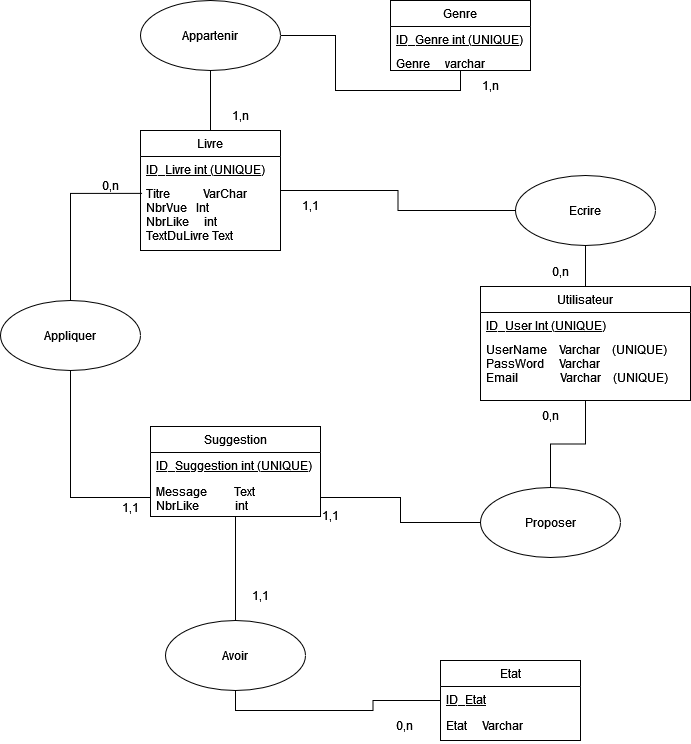 Appartenir
Genre
ID_Genre int (UNIQUE)
Genre varchar
1,n
1,n
Livre
ID_Livre int (UNIQUE)
Titre VarChar
NbrVue Int
NbrLike int
TextDuLivre Text
0,n
1,1
Ecrire
0,n
Utilisateur
ID_User Int (UNIQUE)
UserName Varchar (UNIQUE)
PassWord Varchar
Email Varchar (UNIQUE)
0,n
Appliquer
Suggestion
ID_Suggestion int (UNIQUE)
Message Text
NbrLike int
1,1
1,1
Proposer
1,1
Avoir
Etat
ID_Etat
Etat Varchar
0,n